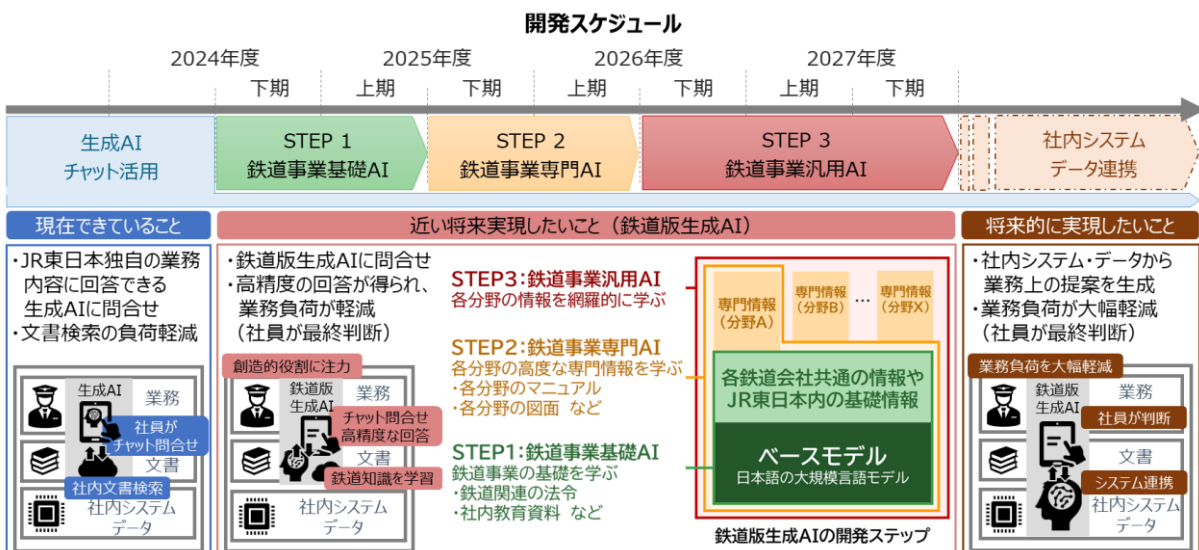 開発スケジュール
2024年度
2025年度
2026年度
2027年度
下期
上期
下期
上期
下期
上期
下期
生成AI
チャット活用
STEP 1
鉄道事業基礎AI
STEP 2
鉄道事業専門AI
STEP 3
鉄道事業汎用AI
社内システム
データ連携
現在できていること
・JR東日本独自の業務
内容に回答できる
生成AIに問合せ
・文書検索の負荷軽減
生成AI
業務
社員が
チャット問合せ
文書
社内文書検索
社内システム
データ
近い将来実現したいこと（鉄道版生成AI）
・鉄道版生成AIに問合せ
・高精度の回答が得られ、
業務負荷が軽減
（社員が最終判断）
創造的役割に注力
鉄道版
生成AI
業務
チャット問合せ
高精度な回答
文書
鉄道知識を学習
社内システム
データ
STEP3：鉄道事業汎用AI
各分野の情報を網羅的に学ぶ
STEP2：鉄道事業専門AI
各分野の高度な専門情報を学ぶ
・各分野のマニュアル
・各分野の図面 など
STEP1：鉄道事業基礎AI
鉄道事業の基礎を学ぶ
・鉄道関連の法令
・社内教育資料 など
専門情報
（分野A）
専門情報
（分野B）
…
専門情報
（分野X）
各鉄道会社共通の情報や
JR東日本内の基礎情報
ベースモデル
日本語の大規模言語モデル
鉄道版生成AIの開発ステップ
将来的に実現したいこと
・社内システム・データから
業務上の提案を生成
・業務負荷が大幅軽減
（社員が最終判断）
業務負荷を大幅軽減
鉄道版
生成AI
業務
社員が判断
文書
システム連携
社内システム
データ